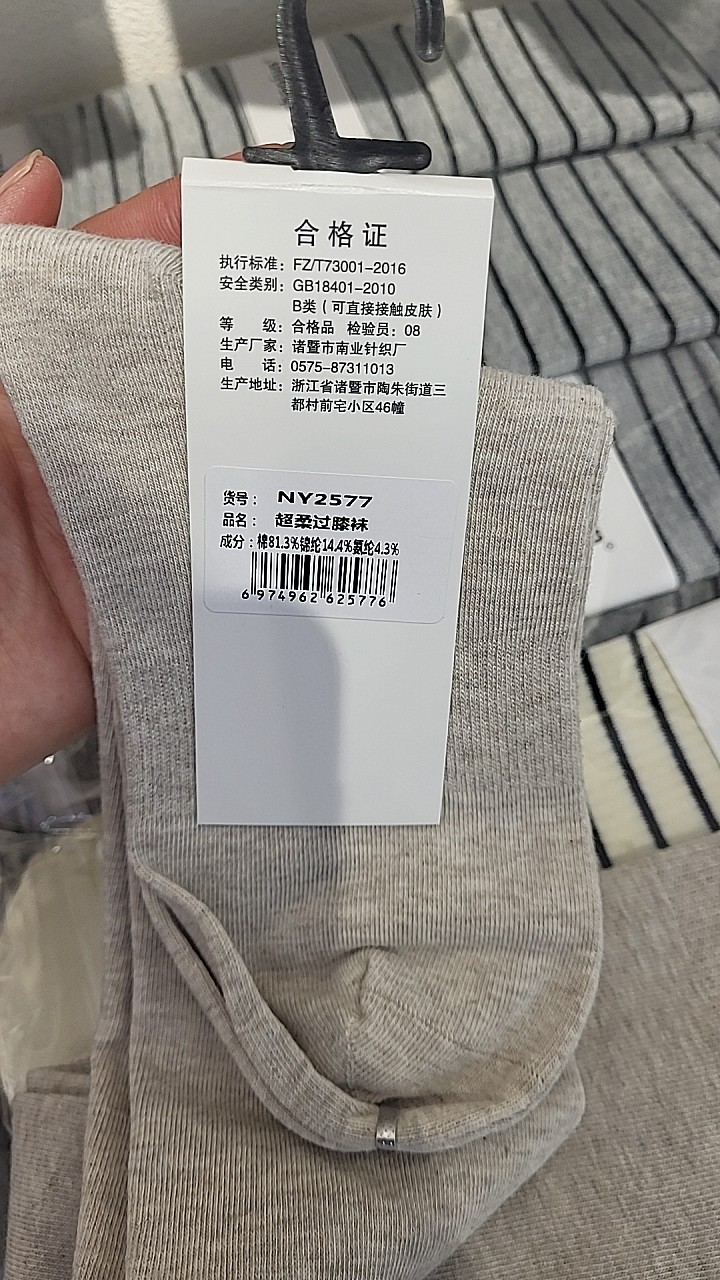 合格证
执行标准：FZ/T73001-2016
安全类别：GB18401-2010
B类（可直接接触皮肤）
等　级：合格品 检验员：08
生产厂家：诸暨市南业针织厂
电　话：0575-87311013
生产地址：浙江省诸暨市陶朱街道三
都村前宅小区46幢
货号： NY2577
品名： 超柔过膝袜
成分：棉81.3%锦纶14.4%氨纶4.3%
6 974962 625776